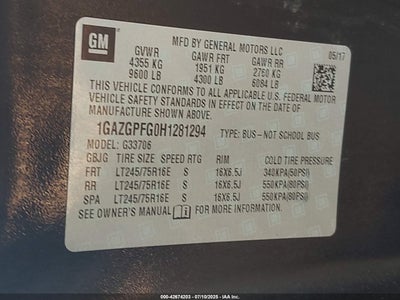 GM
MFD BY GENERAL MOTORS LLC
05/17
GVWR GAWR FRT GAWR RR
4355 KG 1951 KG 2760 KG
9600 LB 4300 LB 6084 LB
THIS VEHICLE CONFORMS TO ALL APPLICABLE U.S. FEDERAL MOTOR
VEHICLE SAFETY STANDARDS IN EFFECT ON THE DATE OF
MANUFACTURE SHOWN ABOVE.
1GAZGPFG0H1281294 TYPE: BUS-NOT SCHOOL BUS
MODEL: G33706
GBJG TIRE SIZE SPEED RTG RIM COLD TIRE PRESSURE
FRT LT245/75R16E S 16X6.5J 340KPA(50PSI)
RR LT245/75R16E S 16X6.5J 550KPA(80PSI)
SPA LT245/75R16E S 16X6.5J 550KPA(80PSI)
SEE OWNER'S MANUAL FOR MORE INFORMATION.
000-42674203 - 07/10/2025 - IAAI.COM